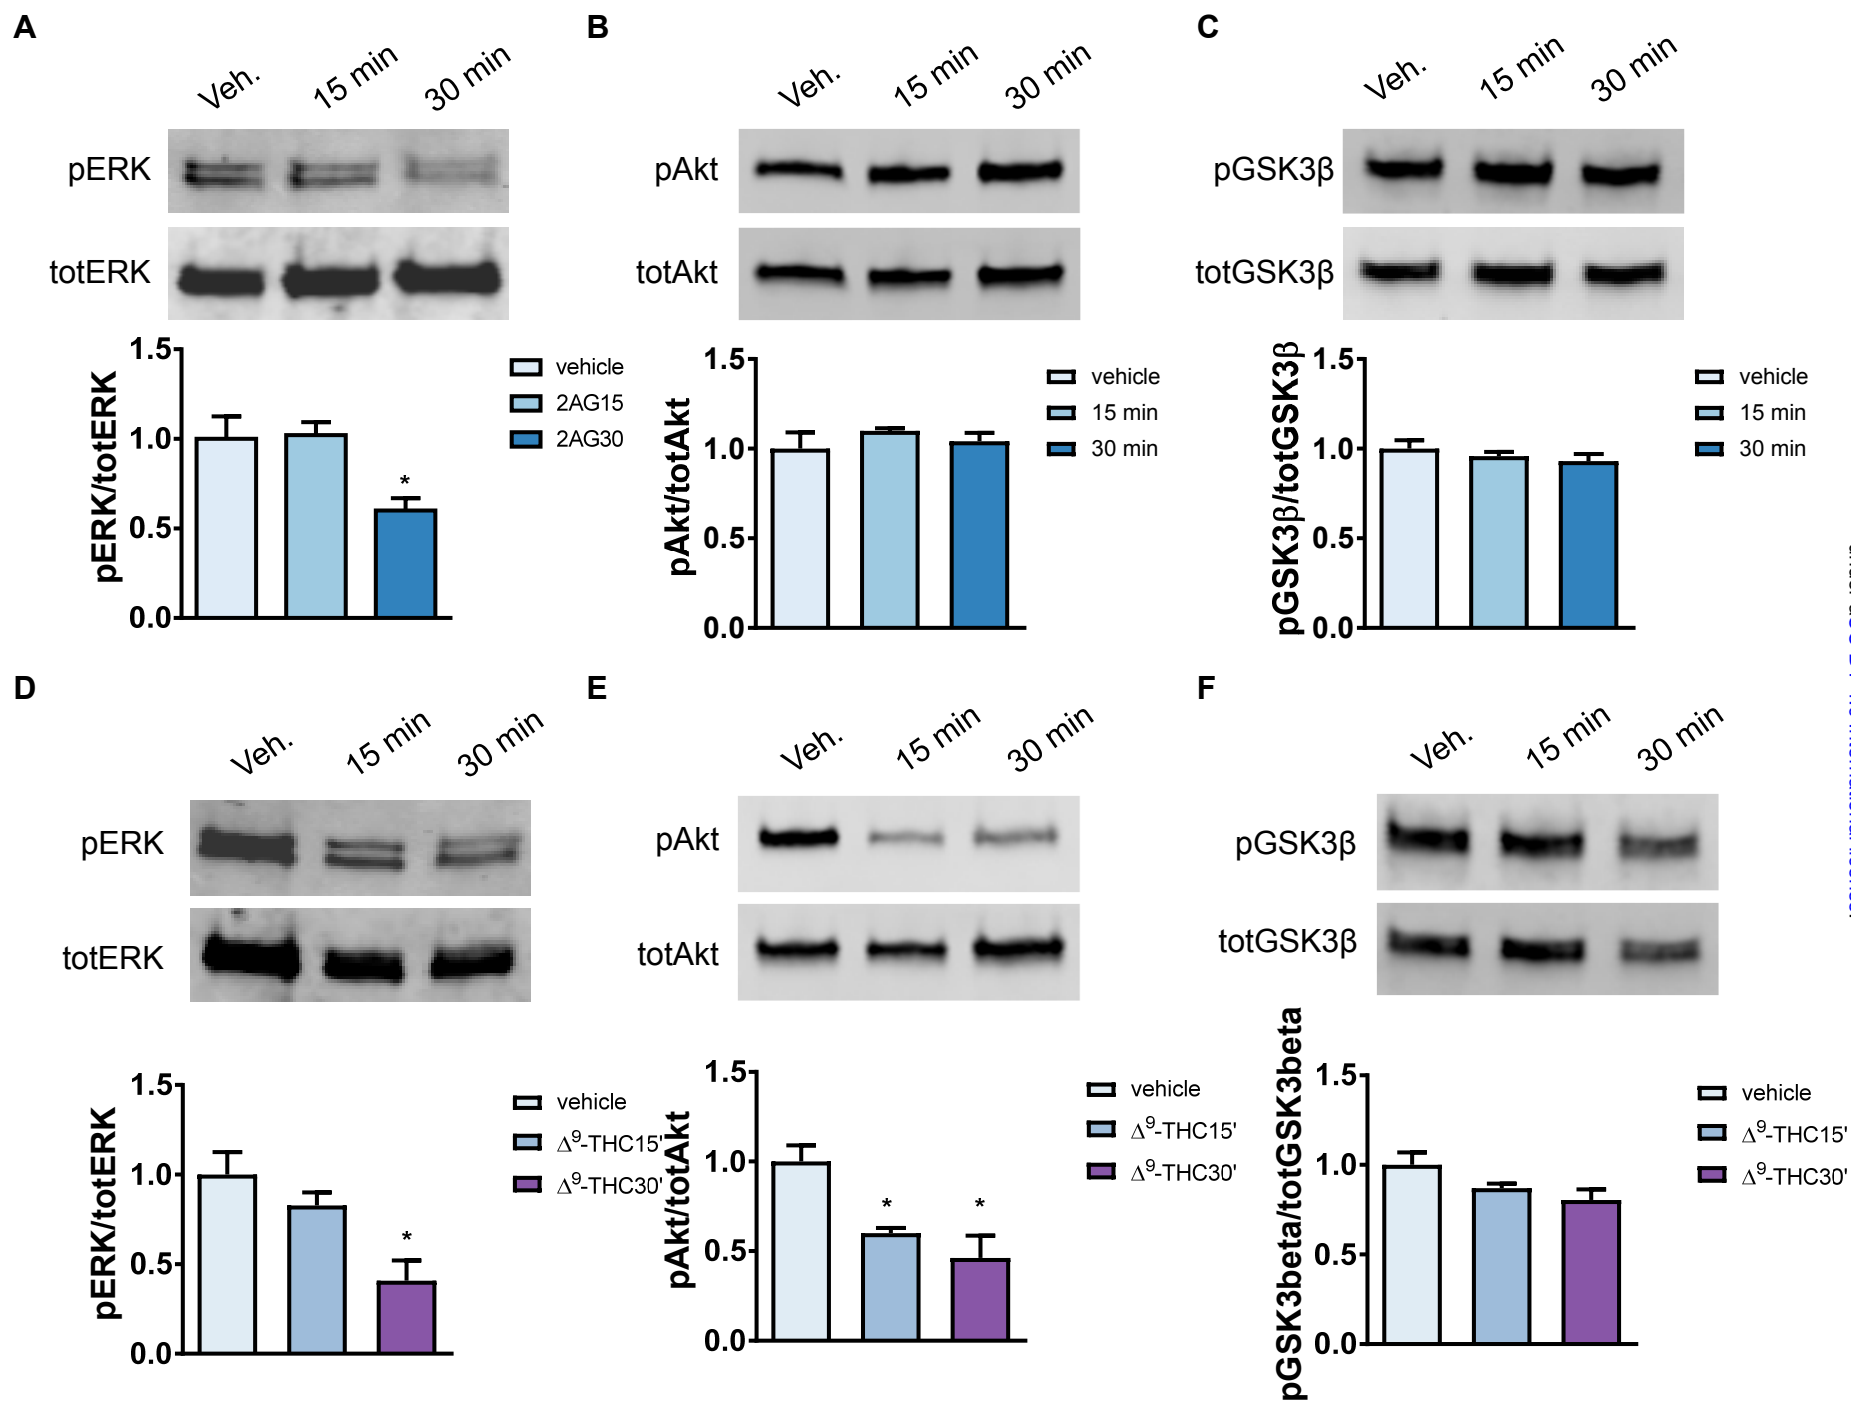 A
Veh.
15 min
30 min
pERK
totERK
1.5
1.0
0.5
0.0
pERK/totERK
*
vehicle
2AG15
2AG30
B
Veh.
15 min
30 min
pAkt
totAkt
1.5
1.0
0.5
0.0
pAkt/totAkt
vehicle
15 min
30 min
C
Veh.
15 min
30 min
pGSK3β
totGSK3β
1.5
1.0
0.5
0.0
pGSK3β/totGSK3β
vehicle
15 min
30 min
D
Veh.
15 min
30 min
pERK
totERK
1.5
1.0
0.5
0.0
pERK/totERK
*
vehicle
Δ⁹-THC15'
Δ⁹-THC30'
E
Veh.
15 min
30 min
pAkt
totAkt
1.5
1.0
0.5
0.0
pAkt/totAkt
*
*
vehicle
Δ⁹-THC15'
Δ⁹-THC30'
F
Veh.
15 min
30 min
pGSK3β
totGSK3β
1.5
1.0
0.5
0.0
pGSK3beta/totGSK3beta
vehicle
Δ⁹-THC15'
Δ⁹-THC30'